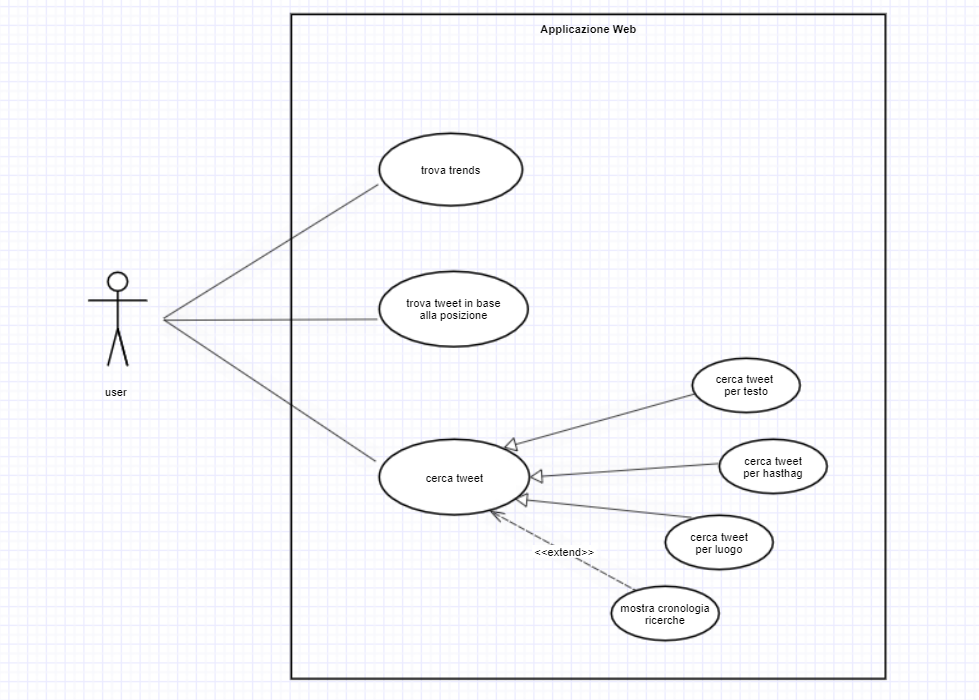 Applicazione Web
trova trends
trova tweet in base
alla posizione
user
cerca tweet
per testo
cerca tweet
per hasthag
cerca tweet
cerca tweet
per luogo
<<extend>>
mostra cronologia
ricerche